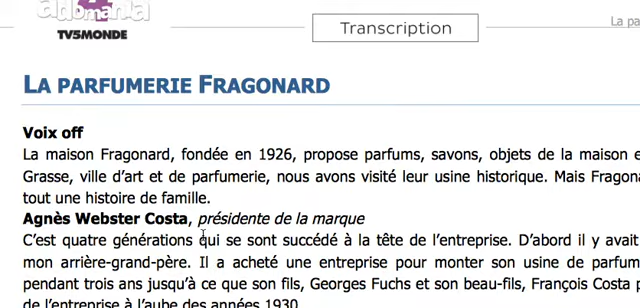 adomania 4
TV5MONDE
Transcription
La pa
LA PARFUMERIE FRAGONARD
Voix off
La maison Fragonard, fondée en 1926, propose parfums, savons, objets de la maison e
Grasse, ville d’art et de parfumerie, nous avons visité leur usine historique. Mais Fragona
tout une histoire de famille.
Agnès Webster Costa, présidente de la marque
C’est quatre générations qui se sont succédé à la tête de l’entreprise. D’abord il y avait
mon arrière-grand-père. Il a acheté une entreprise pour monter son usine de parfum
pendant trois ans jusqu’à ce que son fils, Georges Fuchs et son beau-fils, François Costa p
de l’entreprise à l’aube des années 1930.